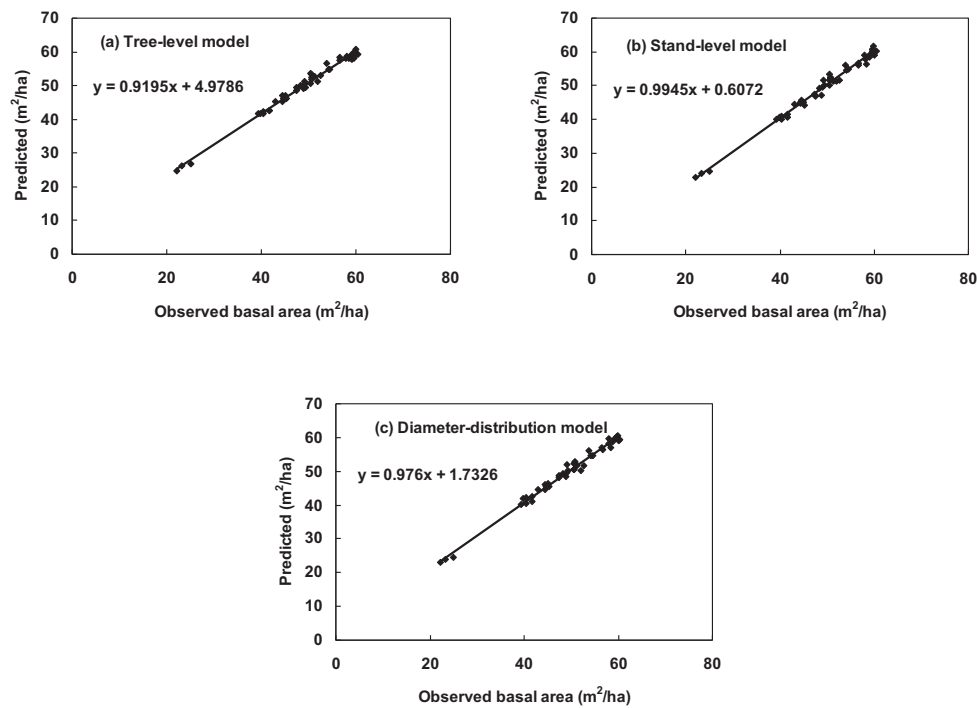 70
60
50
40
30
20
10
0
Predicted (m²/ha)
(a) Tree-level model
y = 0.9195x + 4.9786
0 20 40 60 80
Observed basal area (m²/ha)
70
60
50
40
30
20
10
0
Predicted (m²/ha)
(b) Stand-level model
y = 0.9945x + 0.6072
0 20 40 60 80
Observed basal area (m²/ha)
70
60
50
40
30
20
10
0
Predicted (m²/ha)
(c) Diameter-distribution model
y = 0.976x + 1.7326
0 20 40 60 80
Observed basal area (m²/ha)